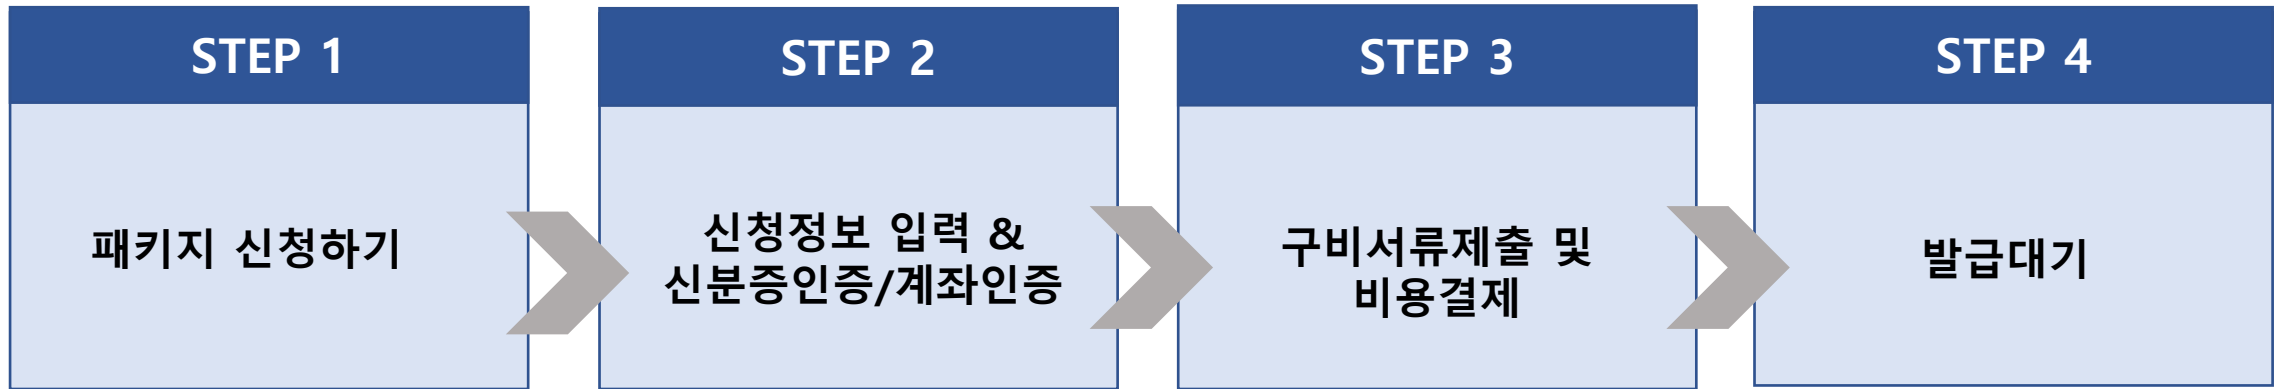 STEP 1
패키지 신청하기
STEP 2
신청정보 입력 &
신분증인증/계좌인증
STEP 3
구비서류제출 및
비용결제
STEP 4
발급대기